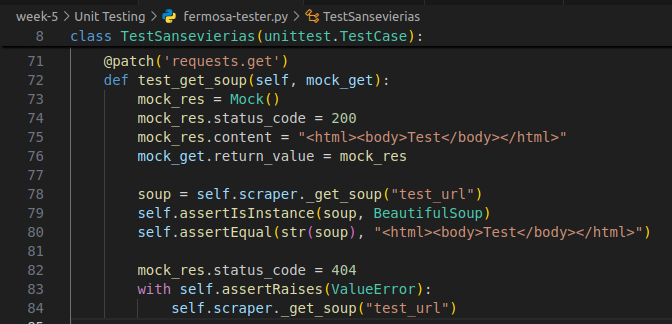 week-5 > Unit Testing > fermosa-tester.py > TestSansevierias
8 class TestSansevierias(unittest.TestCase):
71 @patch('requests.get')
72 def test_get_soup(self, mock_get):
73 mock_res = Mock()
74 mock_res.status_code = 200
75 mock_res.content = "<html><body>Test</body></html>"
76 mock_get.return_value = mock_res
77
78 soup = self.scraper._get_soup("test_url")
79 self.assertIsInstance(soup, BeautifulSoup)
80 self.assertEqual(str(soup), "<html><body>Test</body></html>")
81
82 mock_res.status_code = 404
83 with self.assertRaises(ValueError):
84 self.scraper._get_soup("test_url")